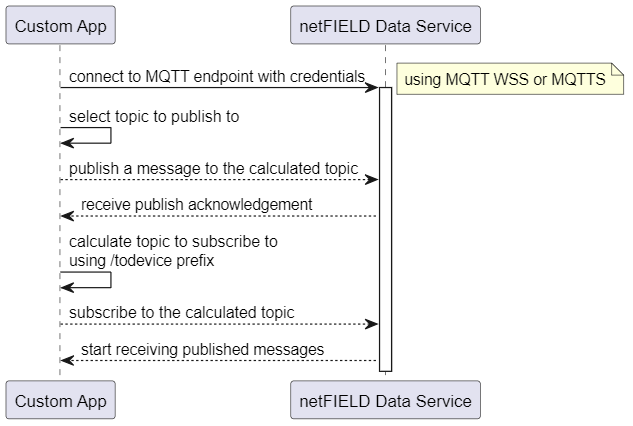 Custom App
netFIELD Data Service
connect to MQTT endpoint with credentials
using MQTT WSS or MQTTS
select topic to publish to
publish a message to the calculated topic
receive publish acknowledgement
calculate topic to subscribe to
using /todevice prefix
subscribe to the calculated topic
start receiving published messages
Custom App
netFIELD Data Service